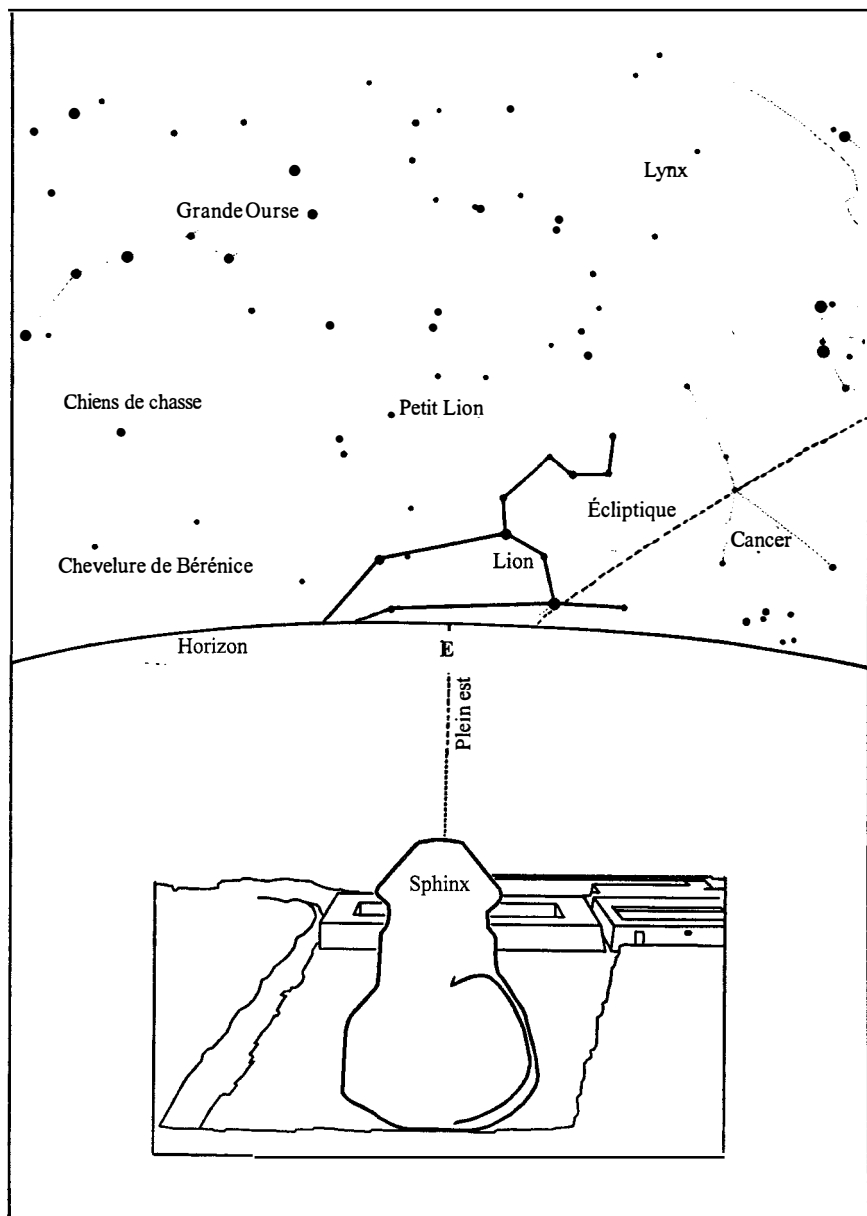 Lynx
Grande Ourse
Chiens de chasse
Petit Lion
Écliptique
Cancer
Lion
Chevelure de Bérénice
Horizon
E
Plein est
Sphinx